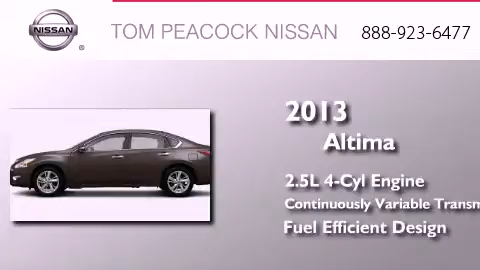 NISSAN
®
TOM PEACOCK NISSAN
888-923-6477
2013
Altima
2.5L 4-Cyl Engine
Continuously Variable Transm
Fuel Efficient Design